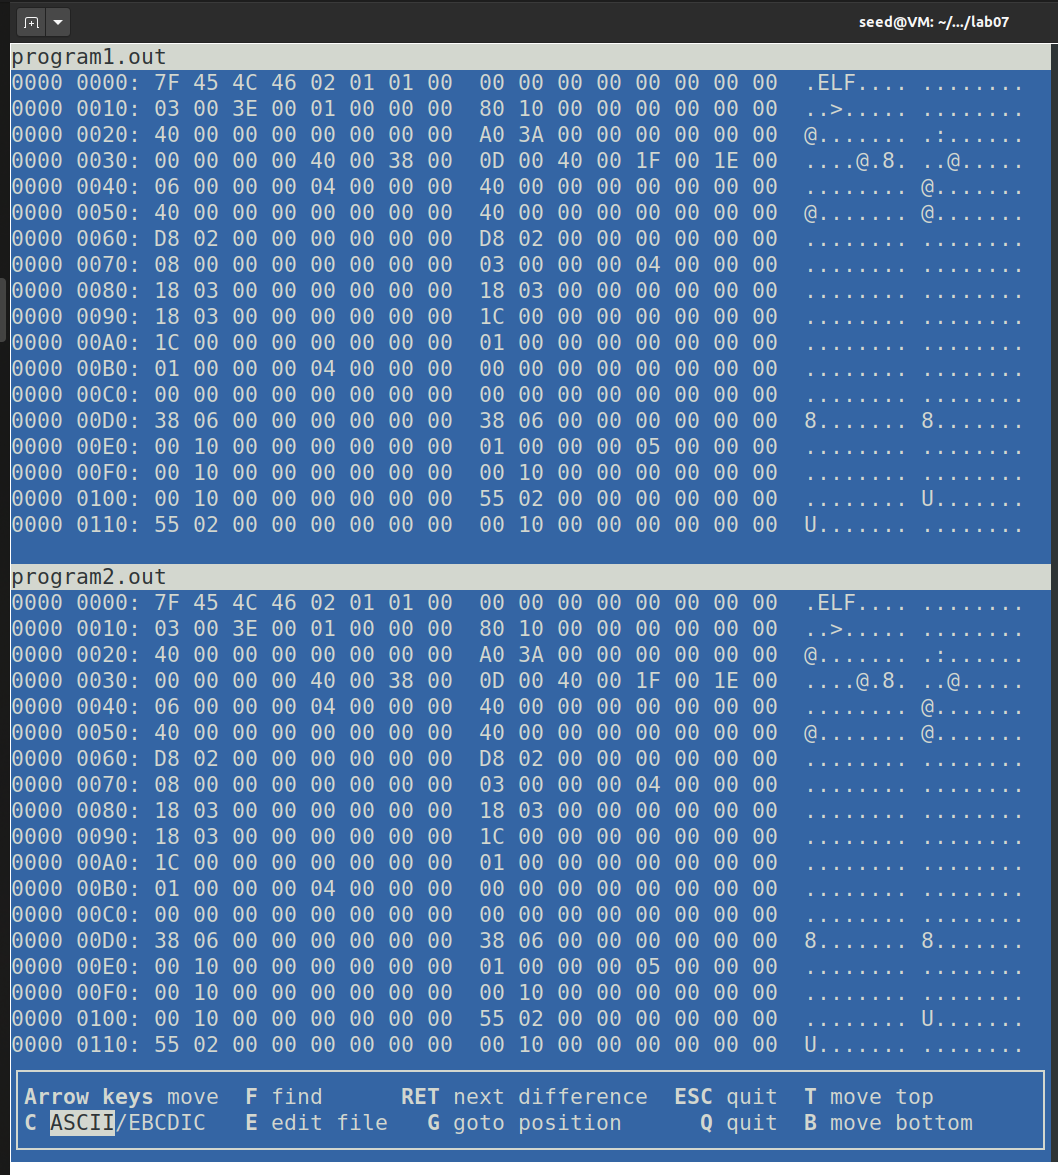 seed@VM: ~/.../lab07
program1.out
0000 0000: 7F 45 4C 46 02 01 01 00  00 00 00 00 00 00 00 00  .ELF.... ........
0000 0010: 03 00 3E 00 01 00 00 00  80 10 00 00 00 00 00 00  ..>..... ........
0000 0020: 40 00 00 00 00 00 00 00  A0 3A 00 00 00 00 00 00  @....... .:......
0000 0030: 00 00 00 00 40 00 38 00  0D 00 40 00 1F 00 1E 00  ....@.8. ..@.....
0000 0040: 06 00 00 00 04 00 00 00  40 00 00 00 00 00 00 00  ........ @.......
0000 0050: 40 00 00 00 00 00 00 00  40 00 00 00 00 00 00 00  @....... @.......
0000 0060: D8 02 00 00 00 00 00 00  D8 02 00 00 00 00 00 00  ........ ........
0000 0070: 08 00 00 00 00 00 00 00  03 00 00 00 04 00 00 00  ........ ........
0000 0080: 18 03 00 00 00 00 00 00  18 03 00 00 00 00 00 00  ........ ........
0000 0090: 18 03 00 00 00 00 00 00  1C 00 00 00 00 00 00 00  ........ ........
0000 00A0: 1C 00 00 00 00 00 00 00  01 00 00 00 00 00 00 00  ........ ........
0000 00B0: 01 00 00 00 04 00 00 00  00 00 00 00 00 00 00 00  ........ ........
0000 00C0: 00 00 00 00 00 00 00 00  00 00 00 00 00 00 00 00  ........ ........
0000 00D0: 38 06 00 00 00 00 00 00  38 06 00 00 00 00 00 00  8....... 8.......
0000 00E0: 00 10 00 00 00 00 00 00  01 00 00 00 05 00 00 00  ........ ........
0000 00F0: 00 10 00 00 00 00 00 00  00 10 00 00 00 00 00 00  ........ ........
0000 0100: 00 10 00 00 00 00 00 00  55 02 00 00 00 00 00 00  ........ U.......
0000 0110: 55 02 00 00 00 00 00 00  00 10 00 00 00 00 00 00  U....... ........
program2.out
0000 0000: 7F 45 4C 46 02 01 01 00  00 00 00 00 00 00 00 00  .ELF.... ........
0000 0010: 03 00 3E 00 01 00 00 00  80 10 00 00 00 00 00 00  ..>..... ........
0000 0020: 40 00 00 00 00 00 00 00  A0 3A 00 00 00 00 00 00  @....... .:......
0000 0030: 00 00 00 00 40 00 38 00  0D 00 40 00 1F 00 1E 00  ....@.8. ..@.....
0000 0040: 06 00 00 00 04 00 00 00  40 00 00 00 00 00 00 00  ........ @.......
0000 0050: 40 00 00 00 00 00 00 00  40 00 00 00 00 00 00 00  @....... @.......
0000 0060: D8 02 00 00 00 00 00 00  D8 02 00 00 00 00 00 00  ........ ........
0000 0070: 08 00 00 00 00 00 00 00  03 00 00 00 04 00 00 00  ........ ........
0000 0080: 18 03 00 00 00 00 00 00  18 03 00 00 00 00 00 00  ........ ........
0000 0090: 18 03 00 00 00 00 00 00  1C 00 00 00 00 00 00 00  ........ ........
0000 00A0: 1C 00 00 00 00 00 00 00  01 00 00 00 00 00 00 00  ........ ........
0000 00B0: 01 00 00 00 04 00 00 00  00 00 00 00 00 00 00 00  ........ ........
0000 00C0: 00 00 00 00 00 00 00 00  00 00 00 00 00 00 00 00  ........ ........
0000 00D0: 38 06 00 00 00 00 00 00  38 06 00 00 00 00 00 00  8....... 8.......
0000 00E0: 00 10 00 00 00 00 00 00  01 00 00 00 05 00 00 00  ........ ........
0000 00F0: 00 10 00 00 00 00 00 00  00 10 00 00 00 00 00 00  ........ ........
0000 0100: 00 10 00 00 00 00 00 00  55 02 00 00 00 00 00 00  ........ U.......
0000 0110: 55 02 00 00 00 00 00 00  00 10 00 00 00 00 00 00  U....... ........
Arrow keys move  F find      RET next difference  ESC quit  T move top
C ASCII/EBCDIC   E edit file   G goto position      Q quit  B move bottom